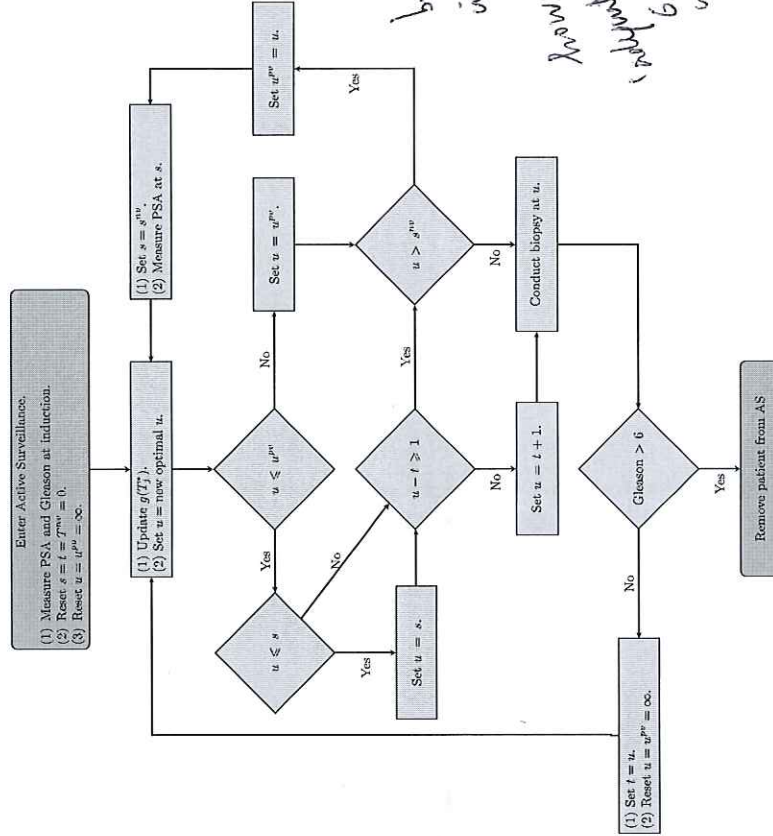 Enter Active Surveillance.
(1) Measure PSA and Gleason at induction.
(2) Reset s = t = T^{nv} = 0.
(3) Reset u = u^{pv} = ∞.
(1) Set s = s^{nv}.
(2) Measure PSA at s.
Set u^{pv} = u.
(1) Update g(T_j^*).
(2) Set u = new optimal u.
u ⩽ u^{pv}
No
Set u = u^{pv}.
Yes
u ⩽ s
No
Yes
Set u = s.
u − t ⩾ 1
Yes
u > s^{nv}
Yes
No
No
Set u = t + 1.
Conduct biopsy at u.
Gleason > 6
No
Yes
(1) Set t = u.
(2) Reset u = u^{pv} = ∞.
Remove patient from AS
how
6